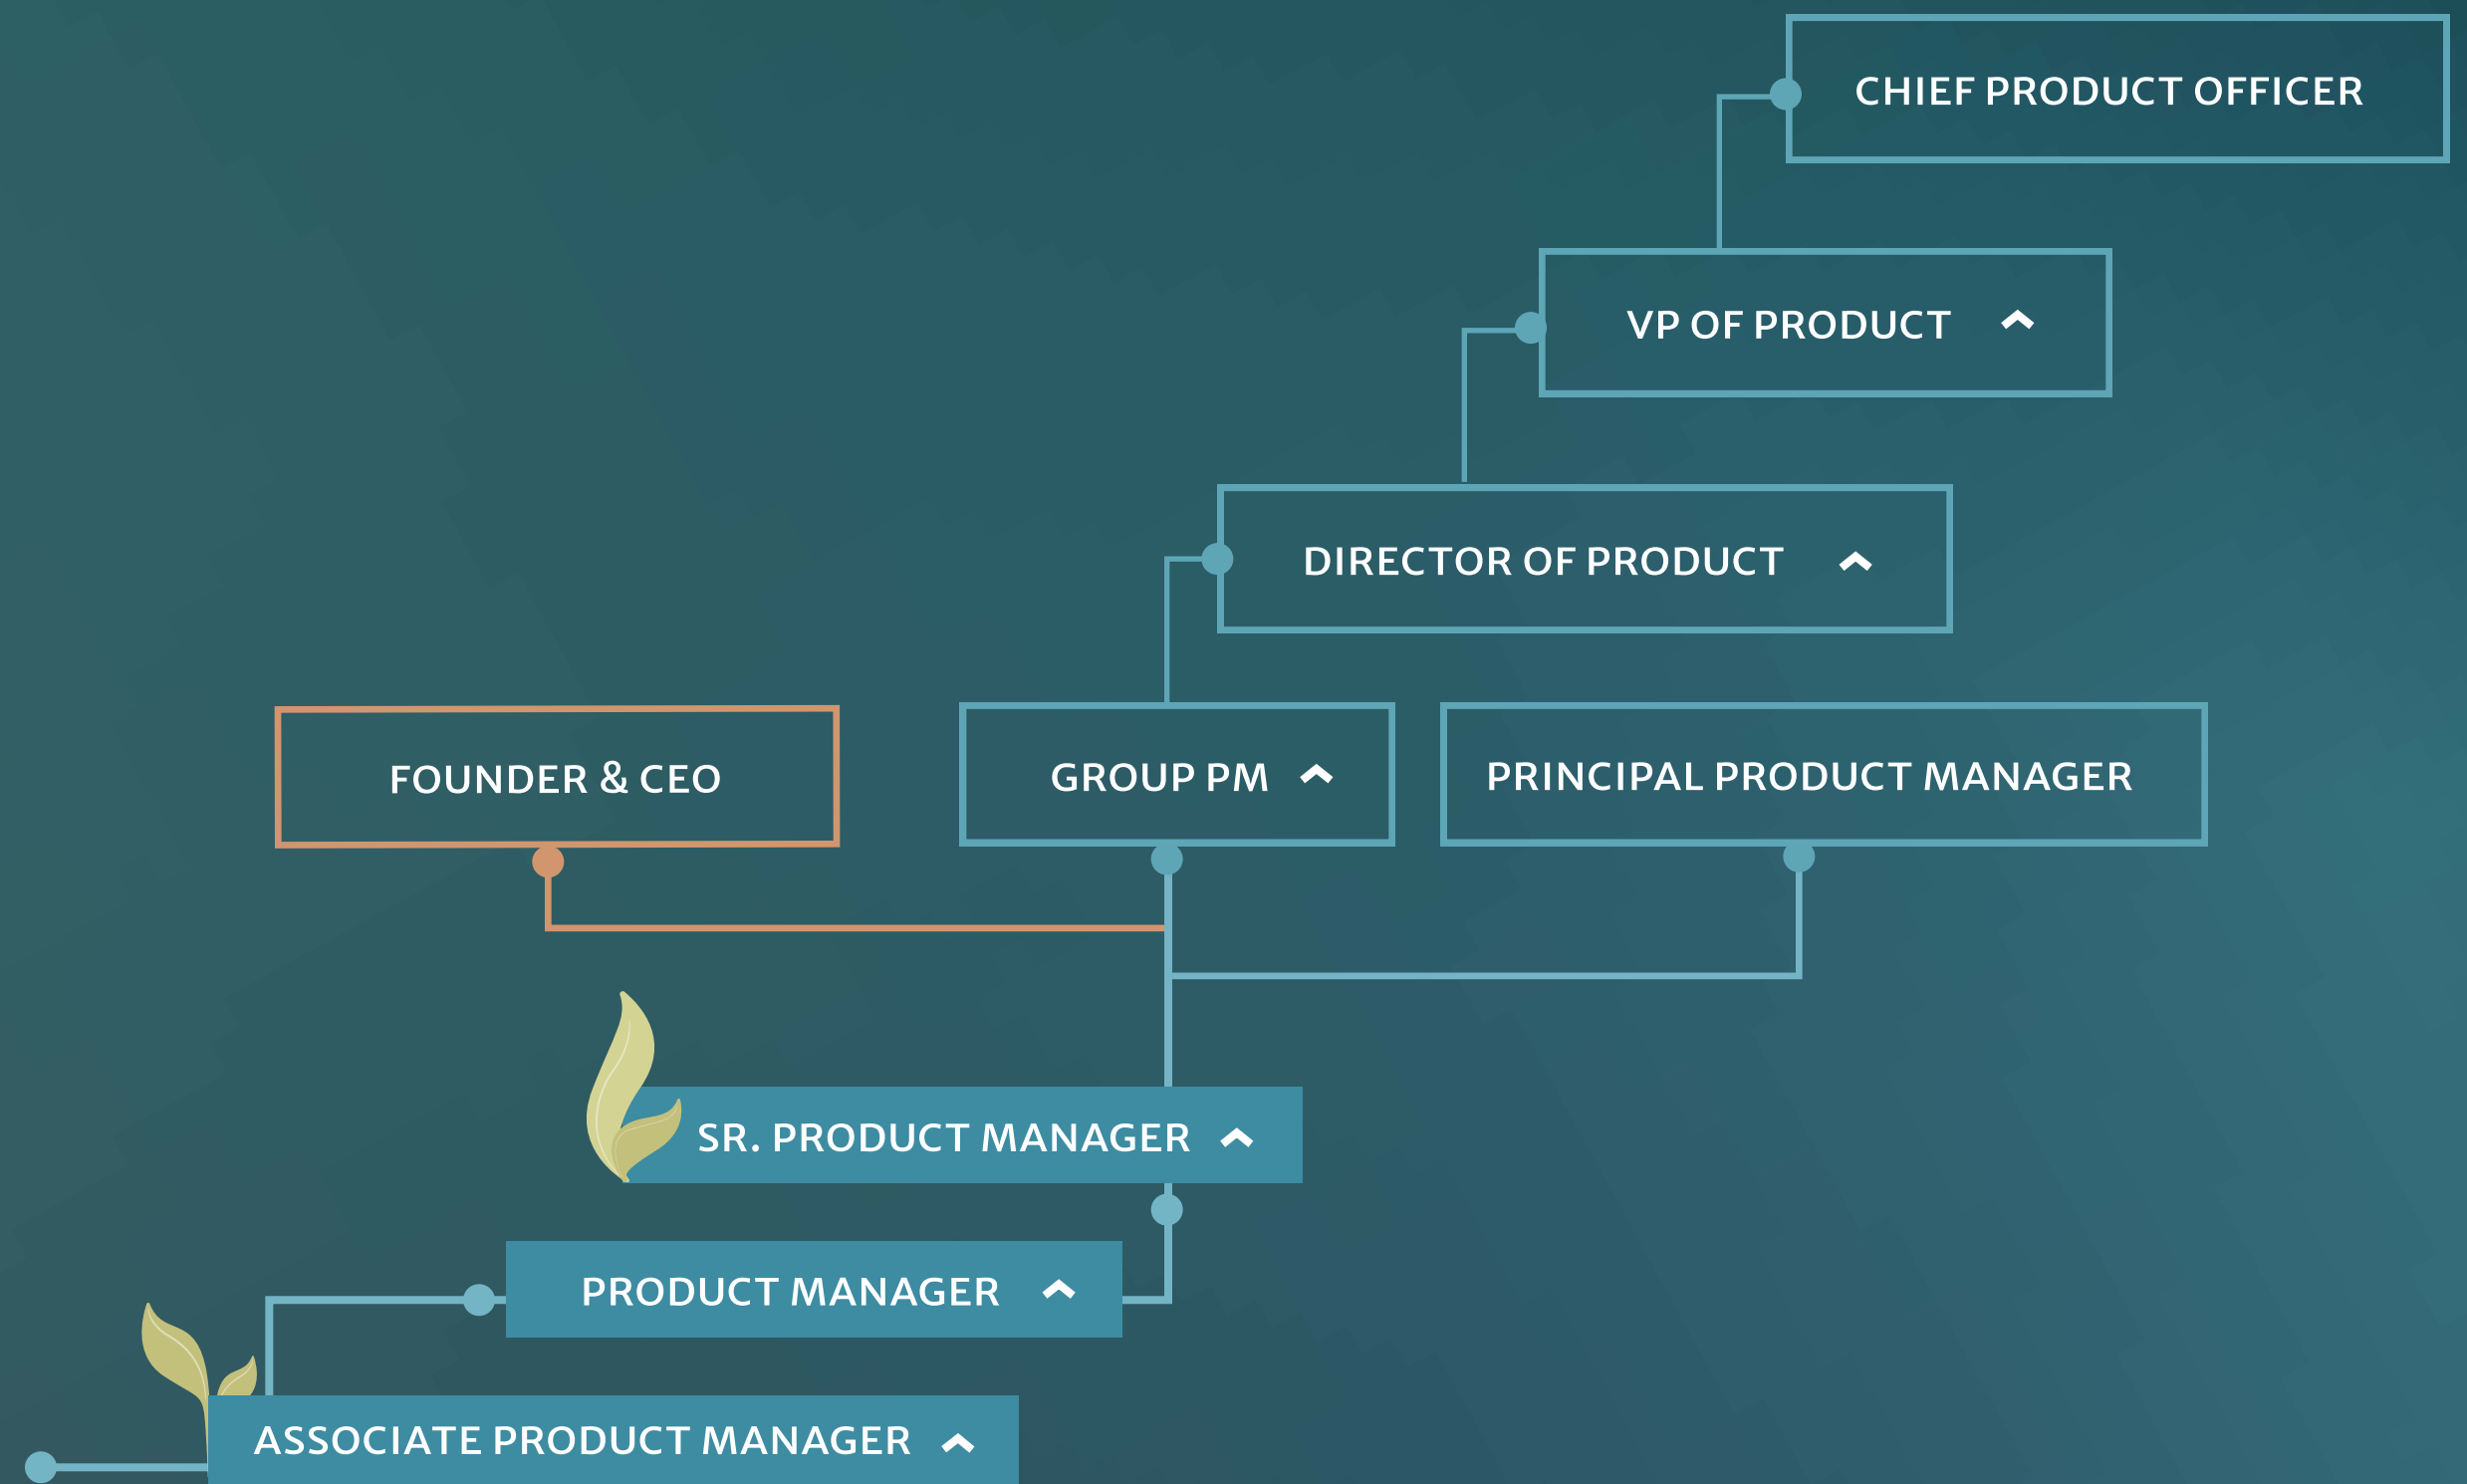 CHIEF PRODUCT OFFICER
VP OF PRODUCT
DIRECTOR OF PRODUCT
FOUNDER & CEO
GROUP PM
PRINCIPAL PRODUCT MANAGER
SR. PRODUCT MANAGER
PRODUCT MANAGER
ASSOCIATE PRODUCT MANAGER